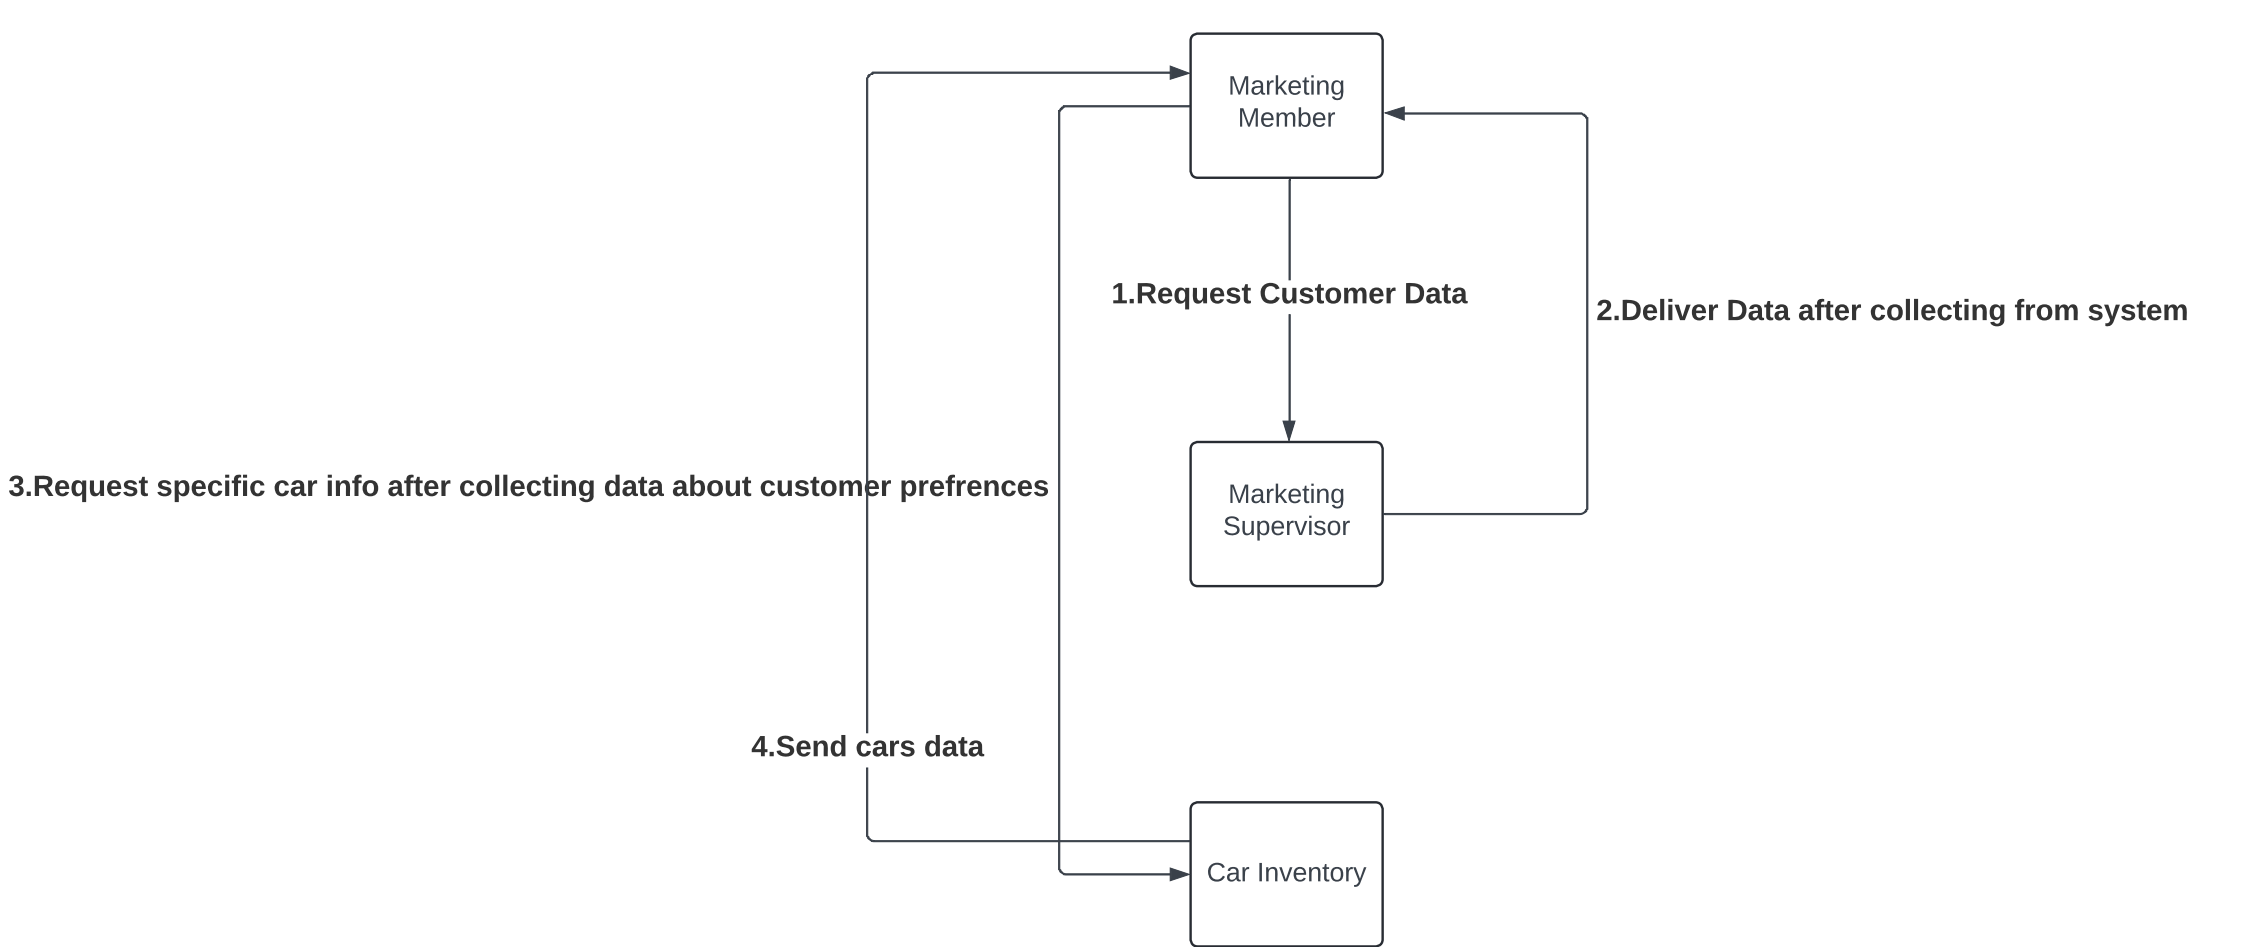 Marketing
Member
1.Request Customer Data
2.Deliver Data after collecting from system
3.Request specific car info after collecting data about customer prefrences
Marketing
Supervisor
4.Send cars data
Car Inventory